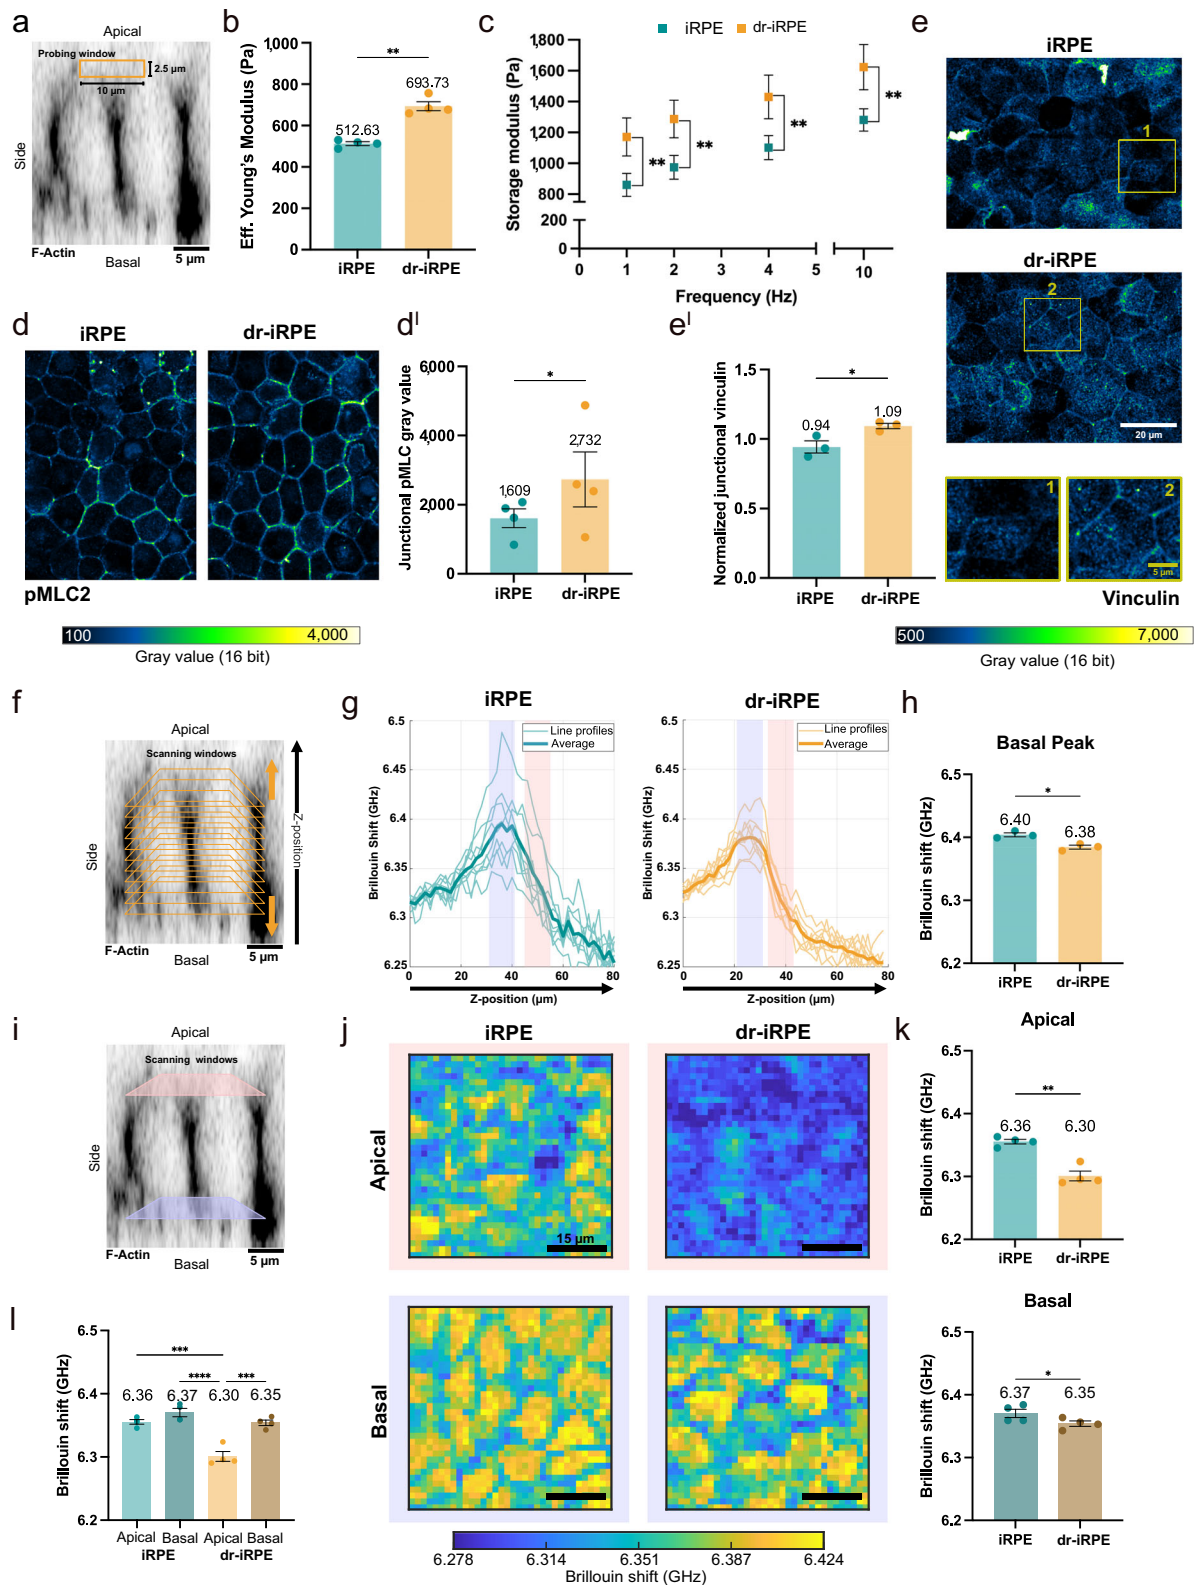 a
Apical
Probing window
2.5 µm
10 µm
Side
F-Actin
Basal
5 µm
b
Eff. Young's Modulus (Pa)
1,000
800
600
400
200
0
**
512.63
693.73
iRPE
dr-iRPE
c
iRPE
dr-iRPE
Storage modulus (Pa)
1,800
1,600
1,400
1200
1,000
800
200
0
**
**
**
**
0
1
2
3
4
5
10
Frequency (Hz)
e
iRPE
1
dr-iRPE
2
20 µm
1
2
5 µm
Vinculin
500
7,000
Gray value (16 bit)
d
iRPE
dr-iRPE
pMLC2
100
4,000
Gray value (16 bit)
dI
Junctional pMLC gray value
6,000
4000
2,000
0
*
1,609
2,732
iRPE
dr-iRPE
eI
Normalized junctional vinculin
1.5
1.0
0.5
0.0
*
0.94
1.09
iRPE
dr-iRPE
f
Apical
Scanning windows
Side
Z-position
F-Actin
Basal
5 µm
g
iRPE
Brillouin Shift (GHz)
6.5
6.45
6.4
6.35
6.3
6.25
Line profiles
Average
0
20
40
60
80
Z-position (µm)
dr-iRPE
Brillouin Shift (GHz)
6.5
6.45
6.4
6.35
6.3
6.25
Line profiles
Average
0
20
40
60
80
Z-position (µm)
h
Basal Peak
Brillouin shift (GHz)
6.5
6.4
6.3
6.2
*
6.40
6.38
iRPE
dr-iRPE
i
Apical
Scanning windows
Side
F-Actin
Basal
5 µm
j
iRPE
dr-iRPE
Apical
15 µm
Basal
6.278
6.314
6.351
6.387
6.424
Brillouin shift (GHz)
k
Apical
Brillouin shift (GHz)
6.5
6.4
6.3
6.2
**
6.36
6.30
iRPE
dr-iRPE
Basal
Brillouin shift (GHz)
6.5
6.4
6.3
6.2
*
6.37
6.35
iRPE
dr-iRPE
l
Brillouin shift (GHz)
6.5
6.4
6.3
6.2
***
****
***
6.36
6.37
6.30
6.35
Apical
Basal
Apical
Basal
iRPE
dr-iRPE